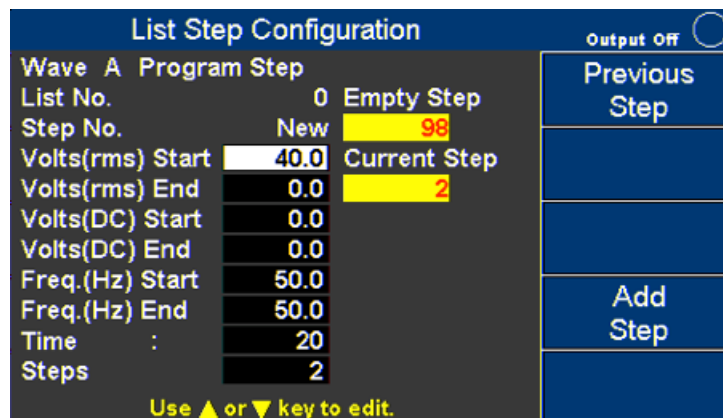 List Step Configuration Output Off
Wave A Program Step
List No. 0 Empty Step
Step No. New 98
Volts(rms) Start 40.0 Current Step
Volts(rms) End 0.0 2
Volts(DC) Start 0.0
Volts(DC) End 0.0
Freq.(Hz) Start 50.0
Freq.(Hz) End 50.0
Time : 20
Steps 2
Use ▲ or ▼ key to edit.
Previous
Step
Add
Step